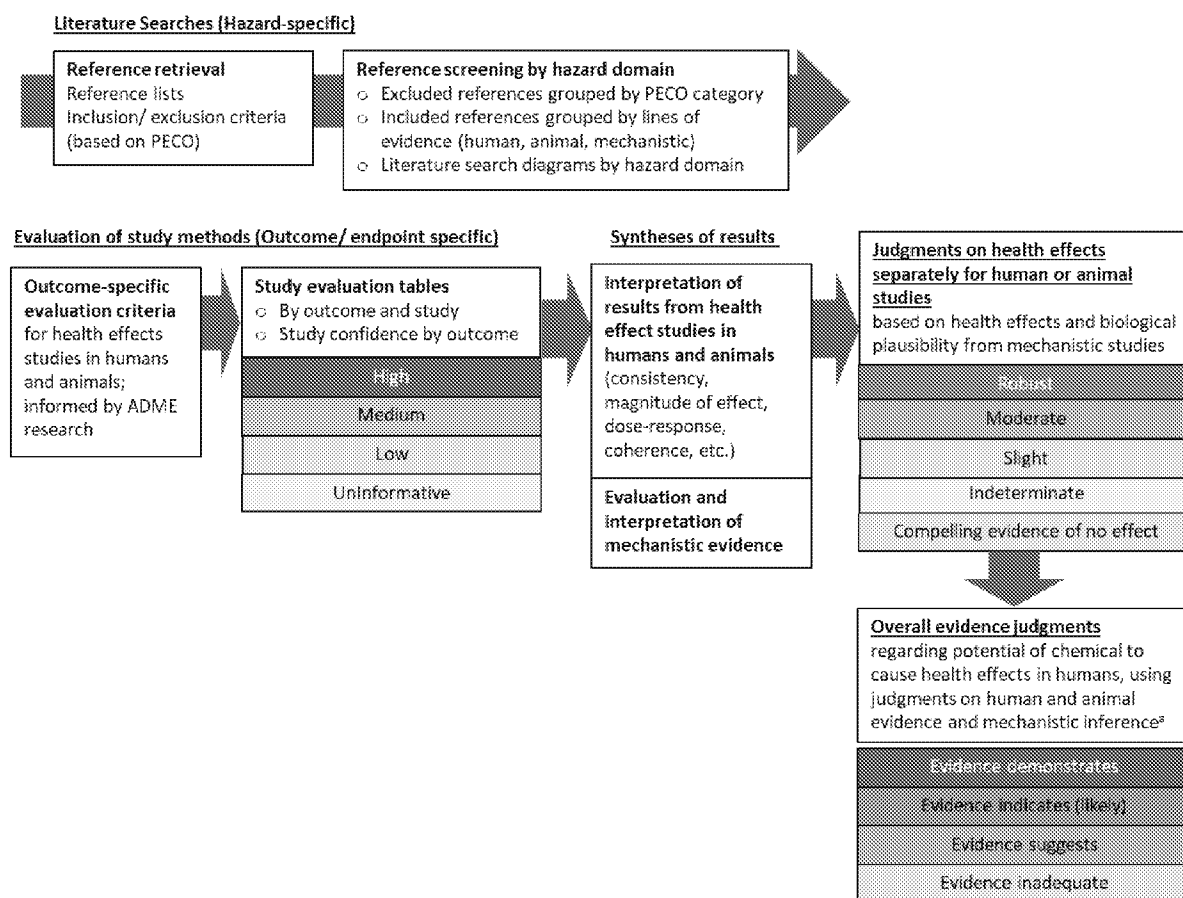 Literature Searches (Hazard-specific)
Reference retrieval
Reference lists
Inclusion/ exclusion criteria
(based on PECO)
Reference screening by hazard domain
○ Excluded references grouped by PECO category
○ Included references grouped by lines of
evidence (human, animal, mechanistic)
○ Literature search diagrams by hazard domain
Evaluation of study methods (Outcome/ endpoint specific)
Outcome-specific
evaluation criteria
for health effects
studies in humans
and animals;
informed by ADME
research
Study evaluation tables
○ By outcome and study
○ Study confidence by outcome
High
Medium
Low
Uninformative
Syntheses of results
Interpretation of
results from health
effect studies in
humans and animals
(consistency,
magnitude of effect,
dose-response,
coherence, etc.)
Evaluation and
interpretation of
mechanistic evidence
Judgments on health effects
separately for human or animal
studies
based on health effects and biological
plausibility from mechanistic studies
Robust
Moderate
Slight
Indeterminate
Compelling evidence of no effect
Overall evidence judgments
regarding potential of chemical to
cause health effects in humans, using
judgments on human and animal
evidence and mechanistic inferenceª
Evidence demonstrates
Evidence indicates (likely)
Evidence suggests
Evidence inadequate